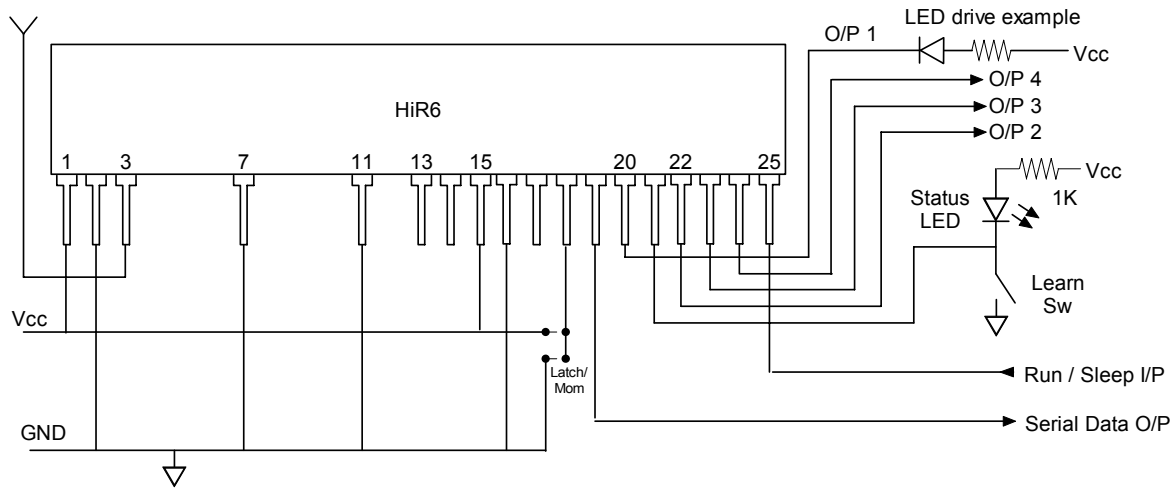 LED drive example
O/P 1
Vcc
O/P 4
O/P 3
O/P 2
HiR6
1 3 7 11 13 15 20 22 25
Vcc
1K
Status
LED
Learn
Sw
Vcc
Latch/
Mom
Run / Sleep I/P
Serial Data O/P
GND